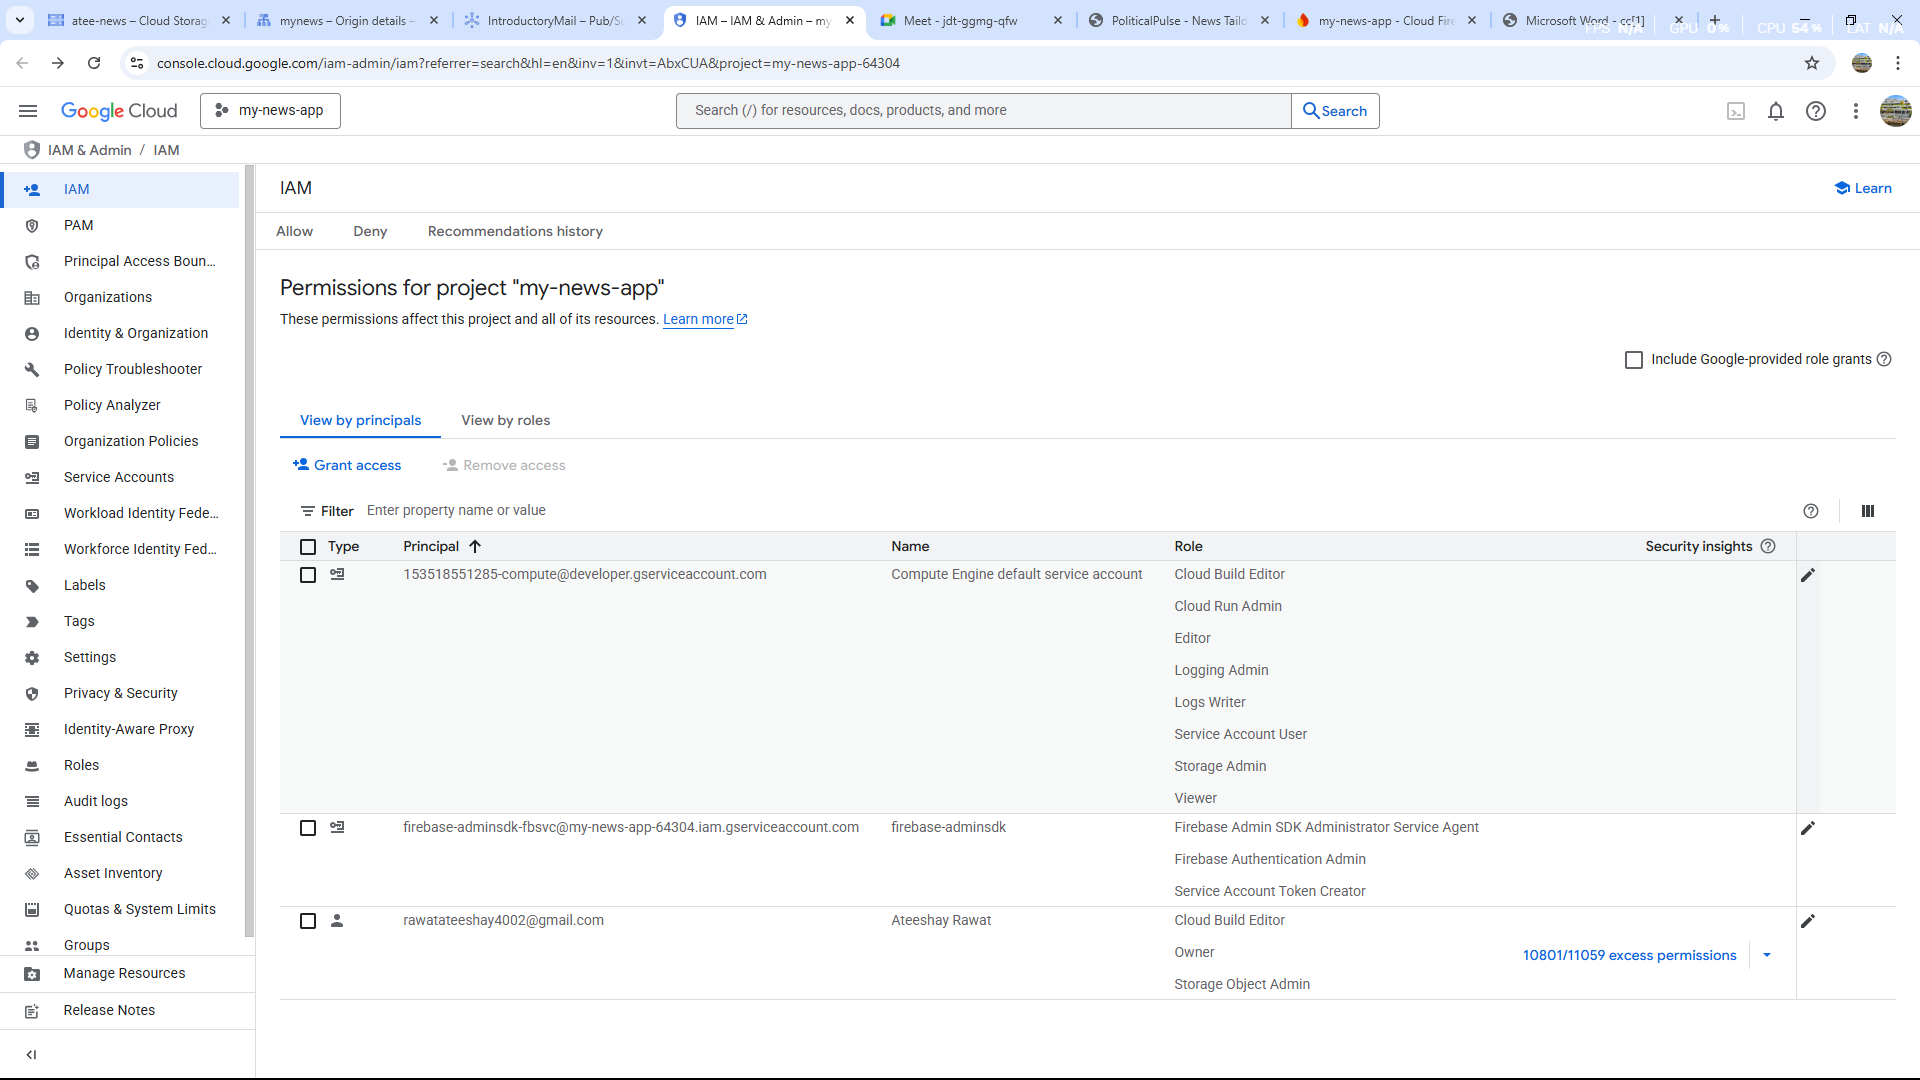 atee-news – Cloud Storag
mynews – Origin details –
IntroductoryMail – Pub/Su
IAM – IAM & Admin – my
Meet - jdt-ggmg-qfw
PoliticalPulse - News Tailo
my-news-app - Cloud Fire
Microsoft Word - cc[1]
FPS N/A GPU 0% CPU 54% LAT N/A
console.cloud.google.com/iam-admin/iam?referrer=search&hl=en&inv=1&invt=AbxCUA&project=my-news-app-64304
Google Cloud
my-news-app
Search (/) for resources, docs, products, and more
Search
IAM & Admin / IAM
IAM
PAM
Principal Access Boun...
Organizations
Identity & Organization
Policy Troubleshooter
Policy Analyzer
Organization Policies
Service Accounts
Workload Identity Fede...
Workforce Identity Fed...
Labels
Tags
Settings
Privacy & Security
Identity-Aware Proxy
Roles
Audit logs
Essential Contacts
Asset Inventory
Quotas & System Limits
Groups
Manage Resources
Release Notes
IAM
Learn
Allow Deny Recommendations history
Permissions for project "my-news-app"
These permissions affect this project and all of its resources. Learn more
Include Google-provided role grants
View by principals View by roles
Grant access Remove access
Filter Enter property name or value
Type Principal Name Role Security insights
153518551285-compute@developer.gserviceaccount.com Compute Engine default service account Cloud Build Editor
Cloud Run Admin
Editor
Logging Admin
Logs Writer
Service Account User
Storage Admin
Viewer
firebase-adminsdk-fbsvc@my-news-app-64304.iam.gserviceaccount.com firebase-adminsdk Firebase Admin SDK Administrator Service Agent
Firebase Authentication Admin
Service Account Token Creator
rawatateeshay4002@gmail.com Ateeshay Rawat Cloud Build Editor
Owner 10801/11059 excess permissions
Storage Object Admin